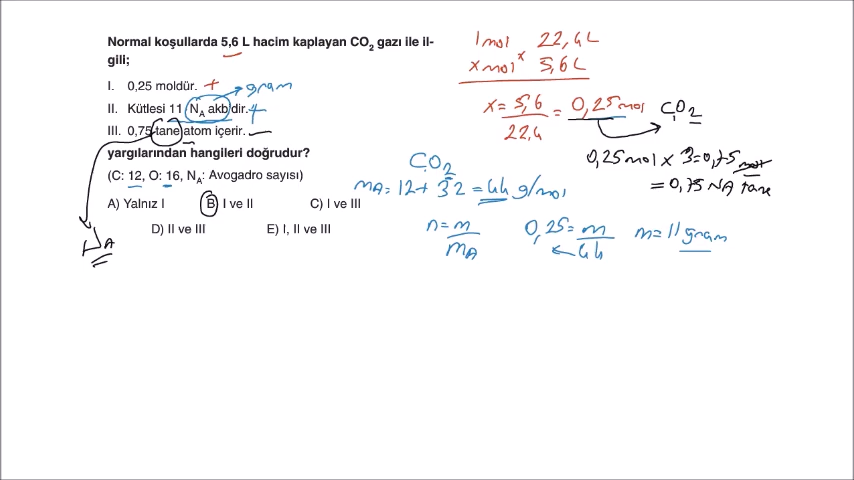 Normal koşullarda 5,6 L hacim kaplayan CO2 gazı ile il-
gili;
I. 0,25 moldür. +
gram
II. Kütlesi 11 NA akb'dir. +
III. 0,75 tane atom içerir. —
yargılarından hangileri doğrudur?
(C: 12, O: 16, NA: Avogadro sayısı)
A) Yalnız I B) I ve II C) I ve III
D) II ve III E) I, II ve III
NA
1 mol 22,4 L
x mol x 5,6 L
x = 5,6 / 22,4 = 0,25 mol
CO2
0,25 mol x 3 = 0,75 mol
= 0,75 NA tane
CO2
mA = 12 + 32 = 44 g/mol
n = m / mA 0,25 = m / 44 m = 11 gram